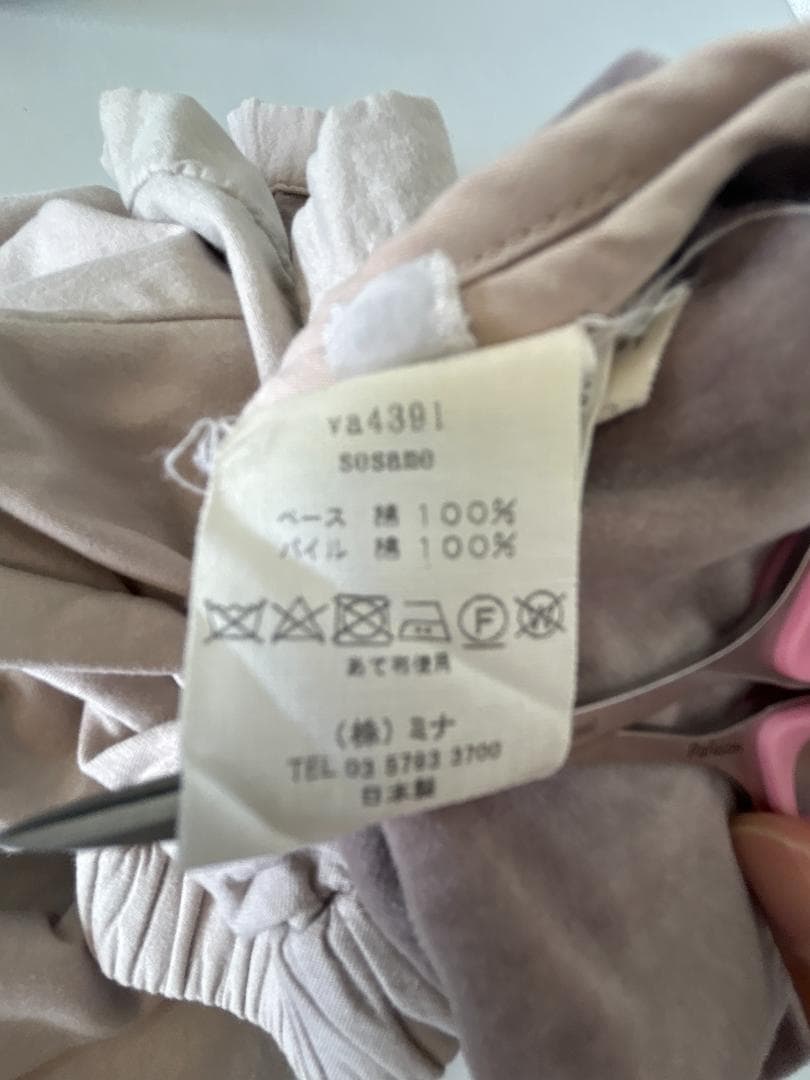 va4391
sesame
ベース 綿 100%
パイル 綿 100%
F
W
あて布使用
(株)ミナ
TEL 03 5793 3700
日本製